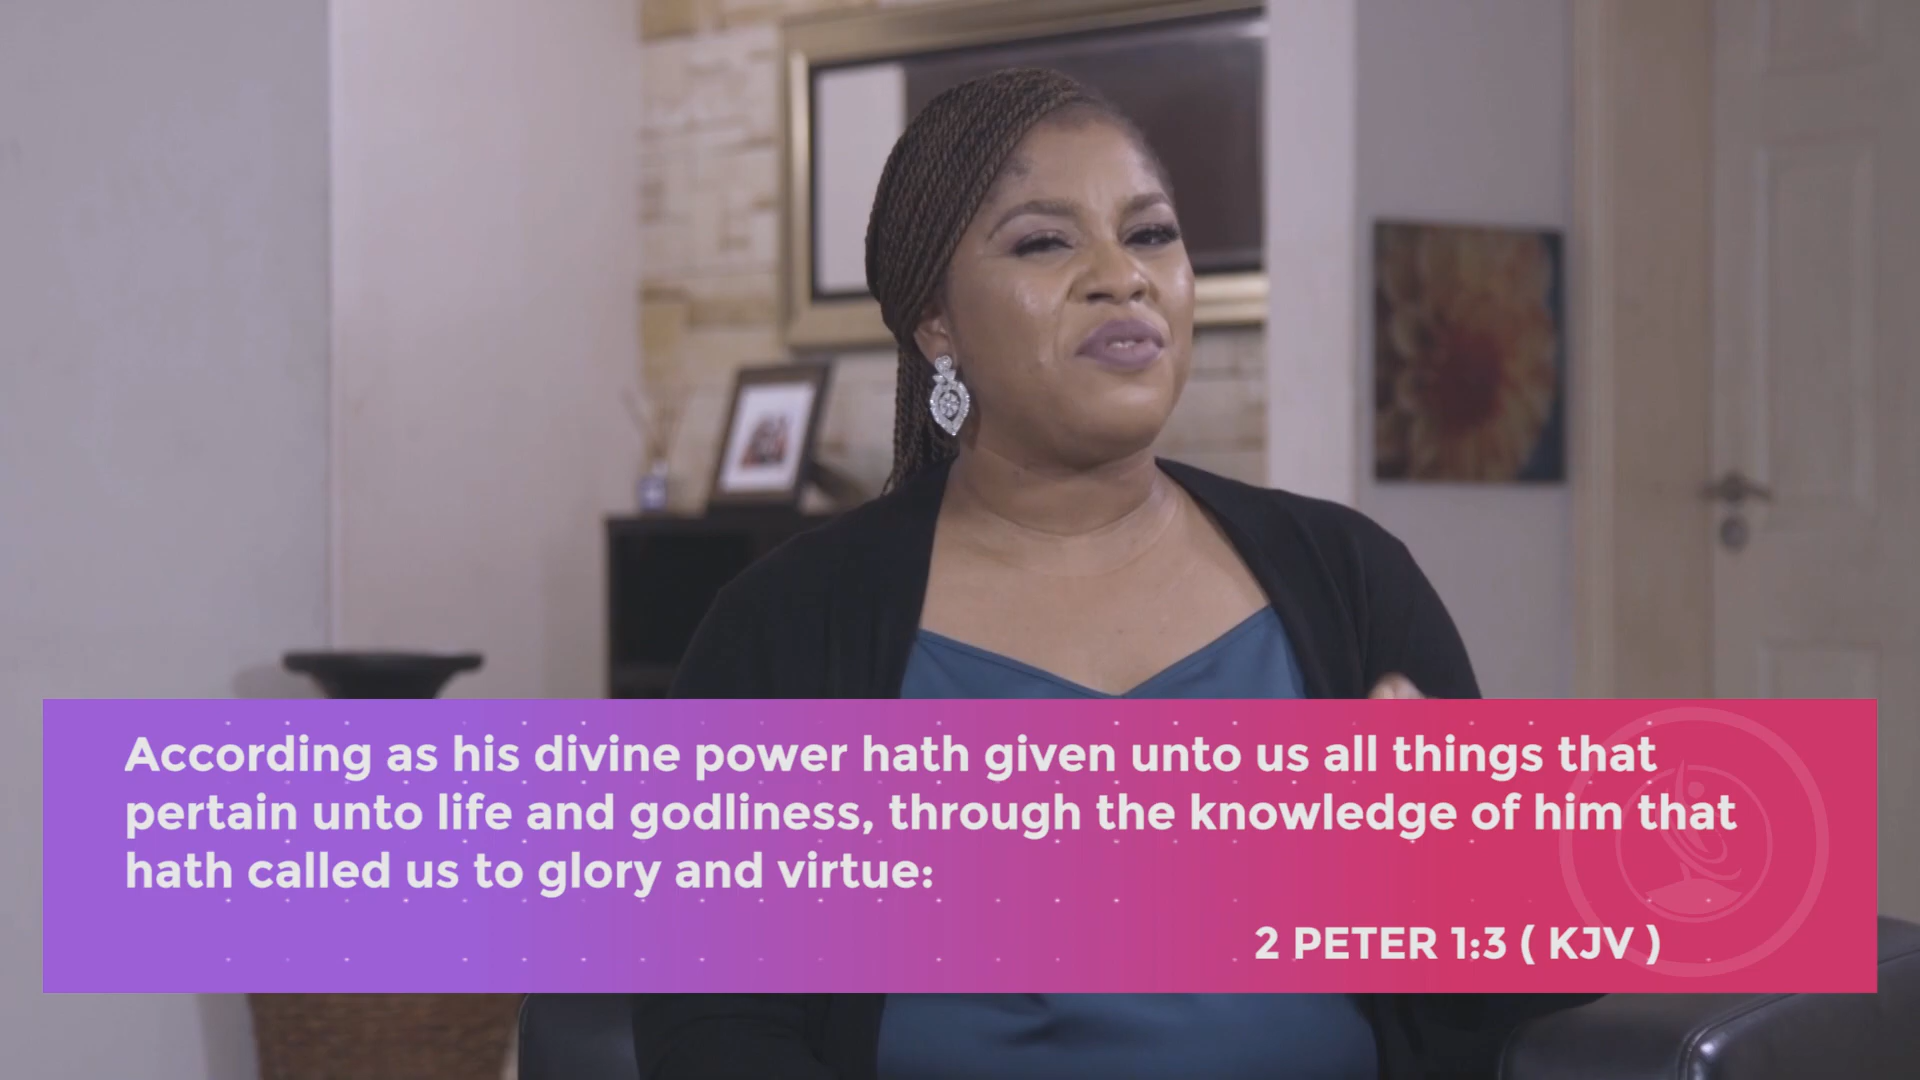 According as his divine power hath given unto us all things that
pertain unto life and godliness, through the knowledge of him that
hath called us to glory and virtue:
2 PETER 1:3 ( KJV )